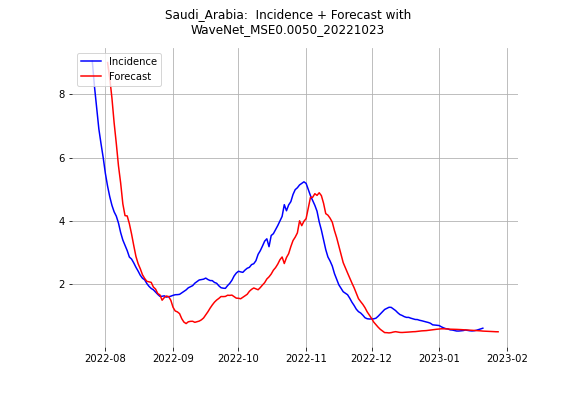 Saudi_Arabia:  Incidence + Forecast with
WaveNet_MSE0.0050_20221023
Incidence
Forecast
8
6
4
2
2022-08 2022-09 2022-10 2022-11 2022-12 2023-01 2023-02